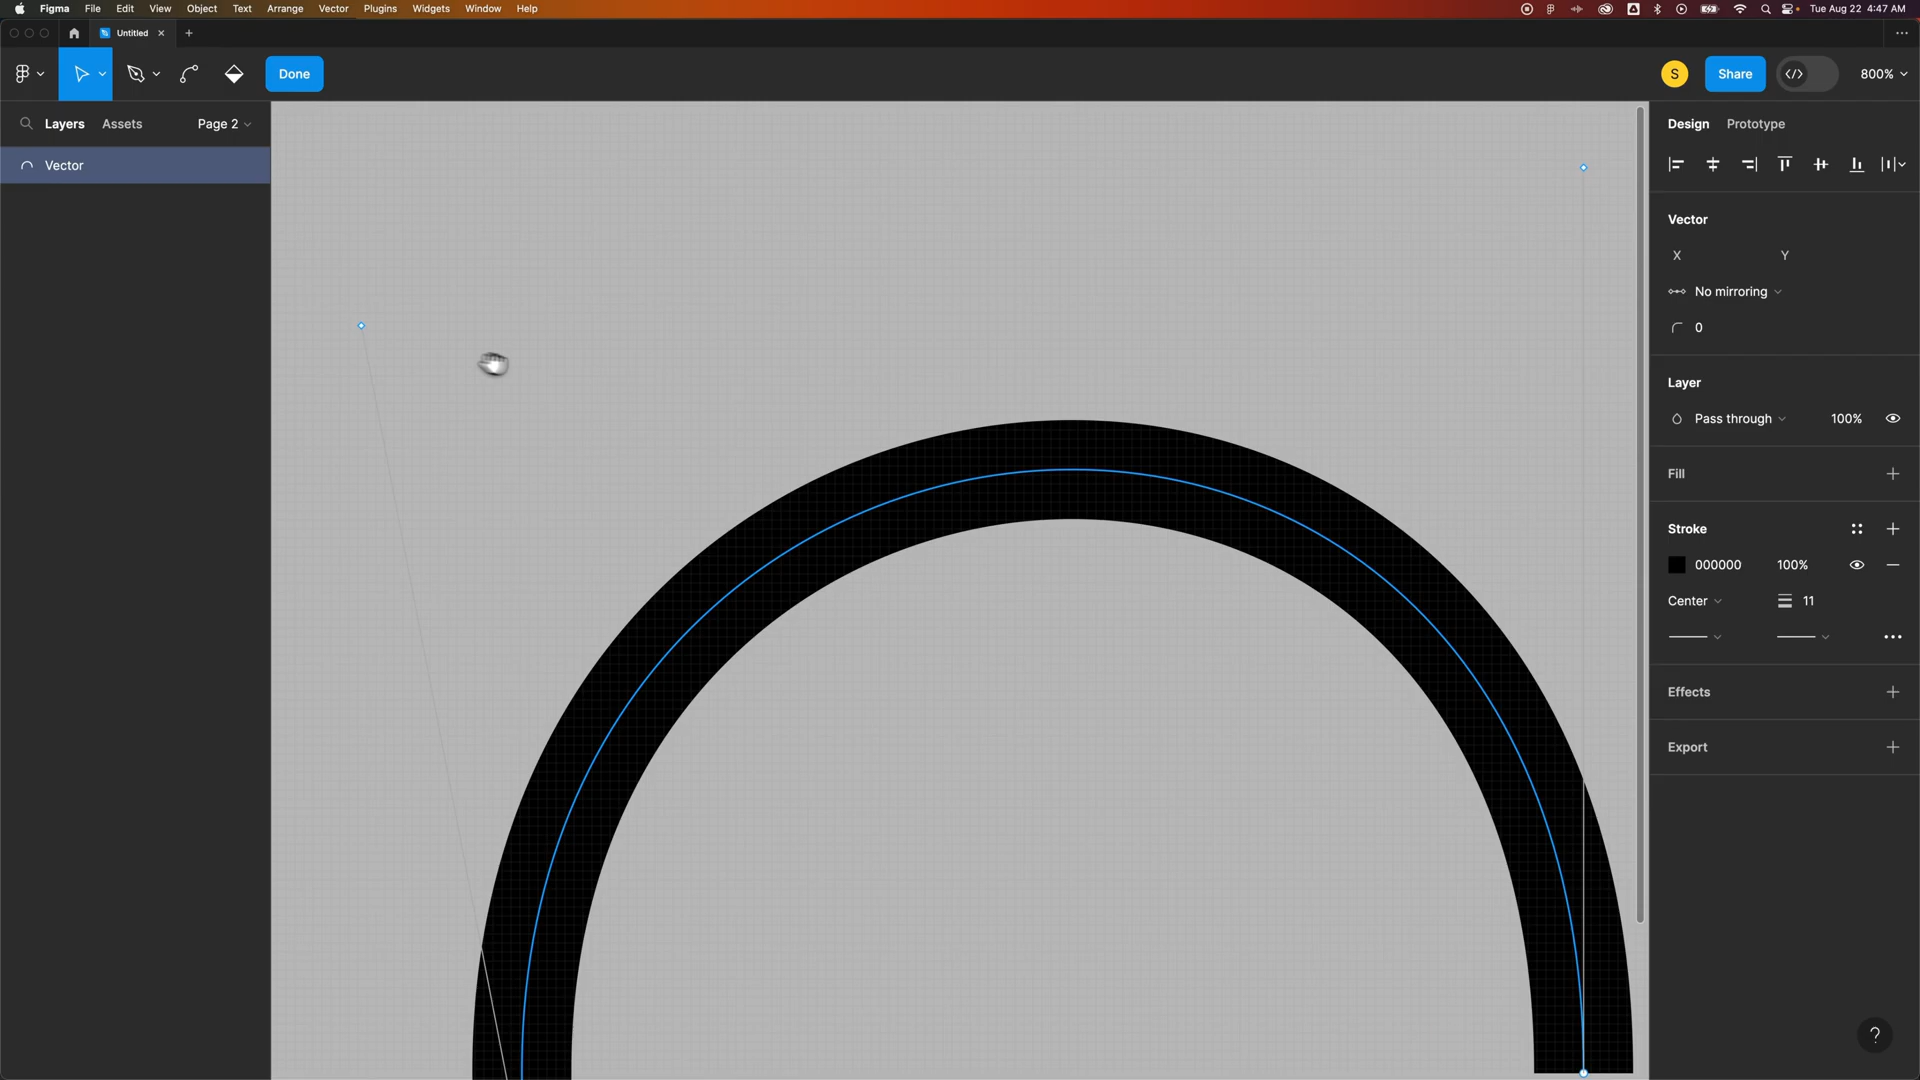 Figma File Edit View Object Text Arrange Vector Plugins Widgets Window Help Tue Aug 22 4:47 AM
Untitled
Done S Share 800%
Layers Assets Page 2 Design Prototype
Vector
Vector
X Y
No mirroring
0
Layer
Pass through 100%
Fill
Stroke
000000 100%
Center 11
Effects
Export
?